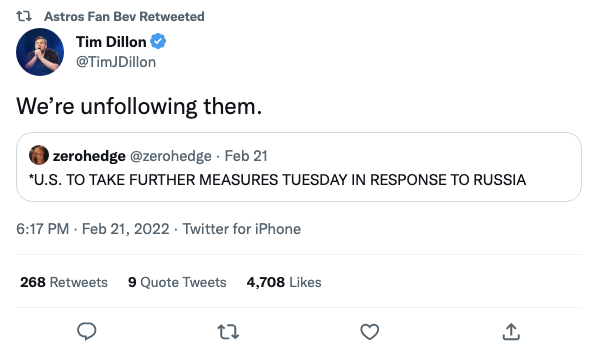 Astros Fan Bev Retweeted
Tim Dillon
@TimJDillon
We’re unfollowing them.
zerohedge @zerohedge · Feb 21
*U.S. TO TAKE FURTHER MEASURES TUESDAY IN RESPONSE TO RUSSIA
6:17 PM · Feb 21, 2022 · Twitter for iPhone
268 Retweets 9 Quote Tweets 4,708 Likes